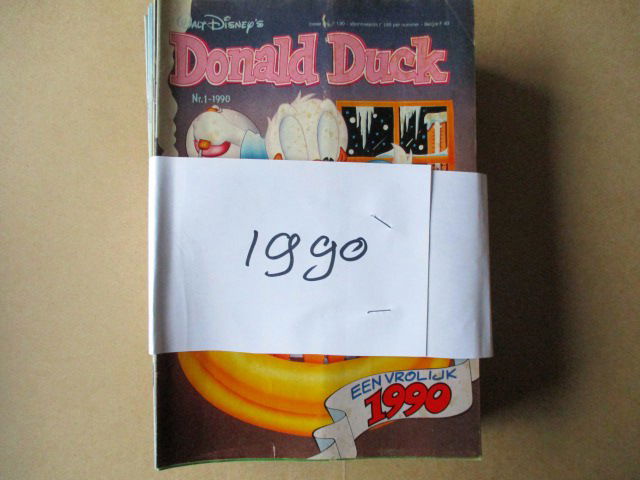 WALT DISNEY'S
Donald Duck
Nr. 1-1990
1990
EEN VROLIJK
1990